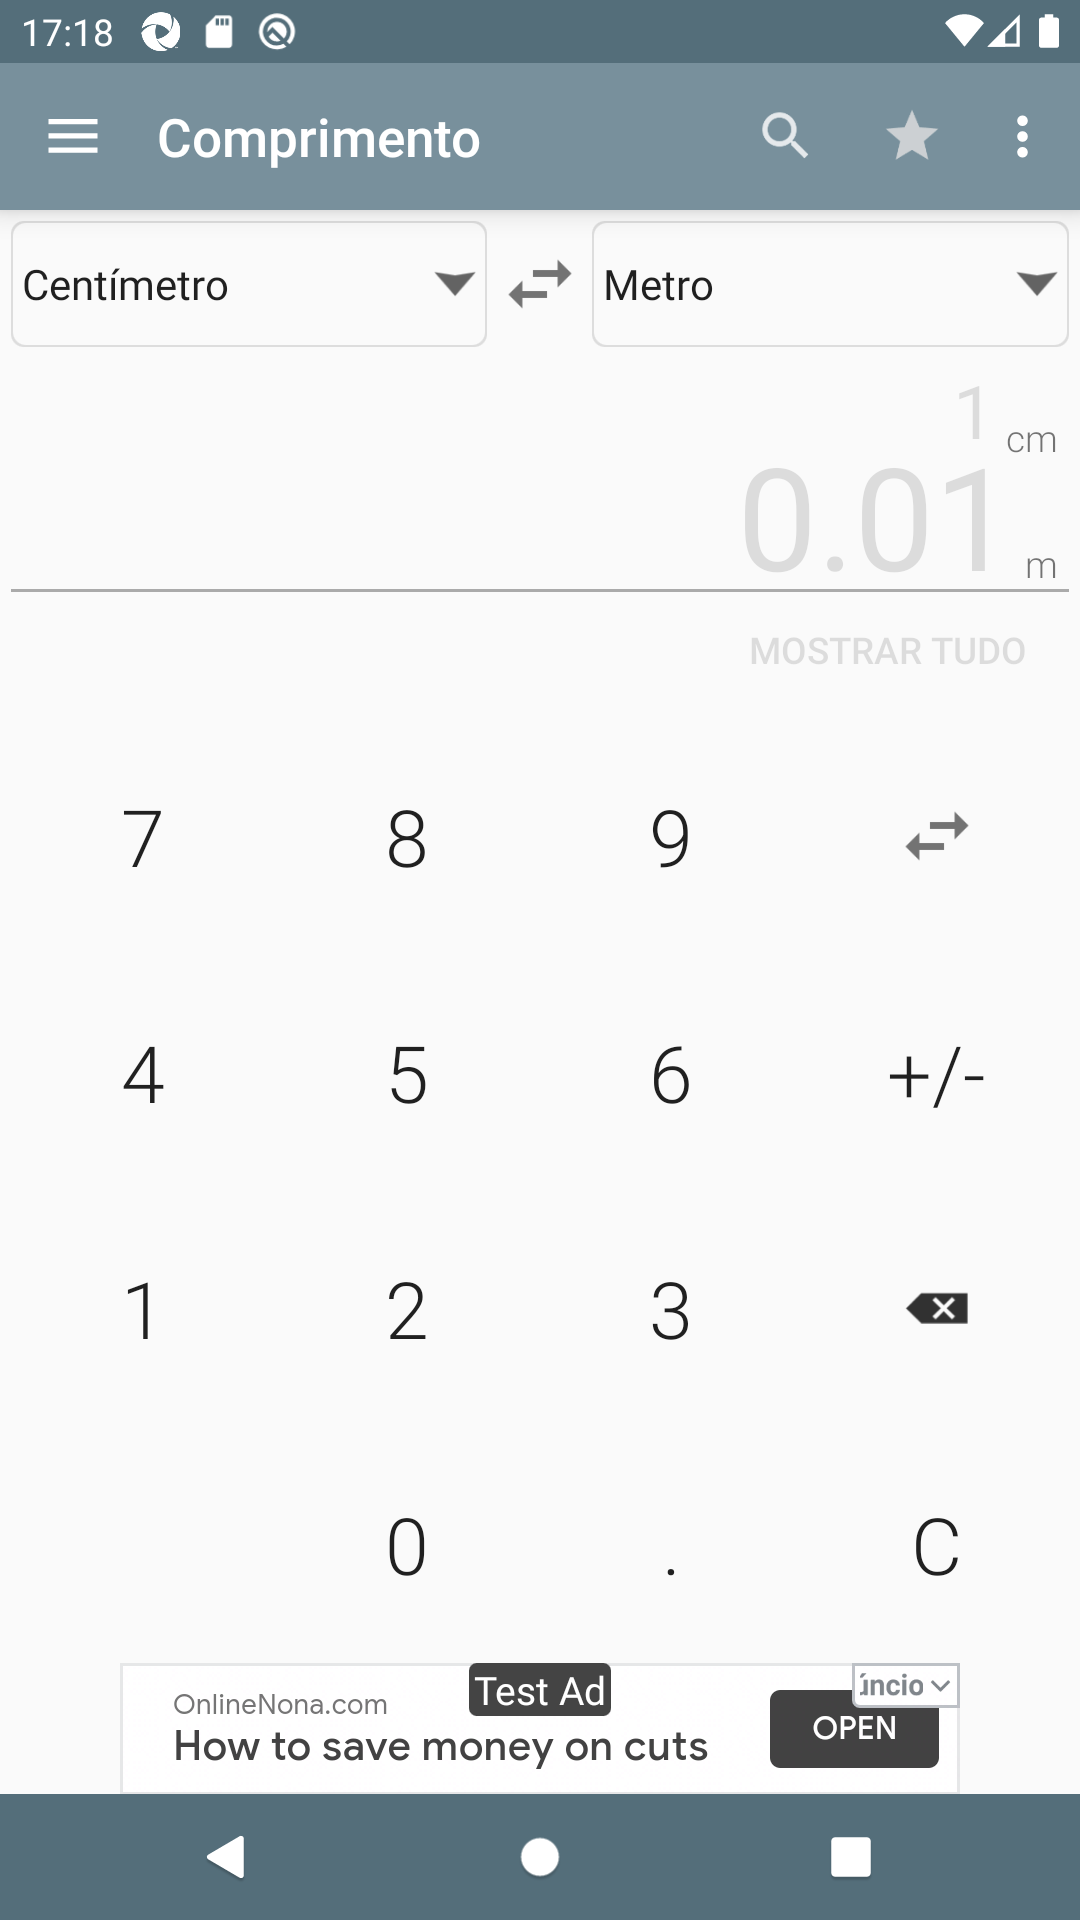 17:18
Comprimento
Centímetro
Metro
1 cm
0.01 m
MOSTRAR TUDO
7 8 9
4 5 6 +/-
1 2 3
0 . C
Test Ad
OnlineNona.com
How to save money on cuts
OPEN